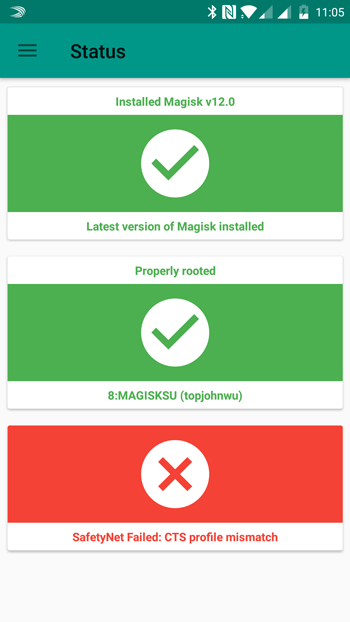 11:05
Status
Installed Magisk v12.0
Latest version of Magisk installed
Properly rooted
8:MAGISKSU (topjohnwu)
SafetyNet Failed: CTS profile mismatch